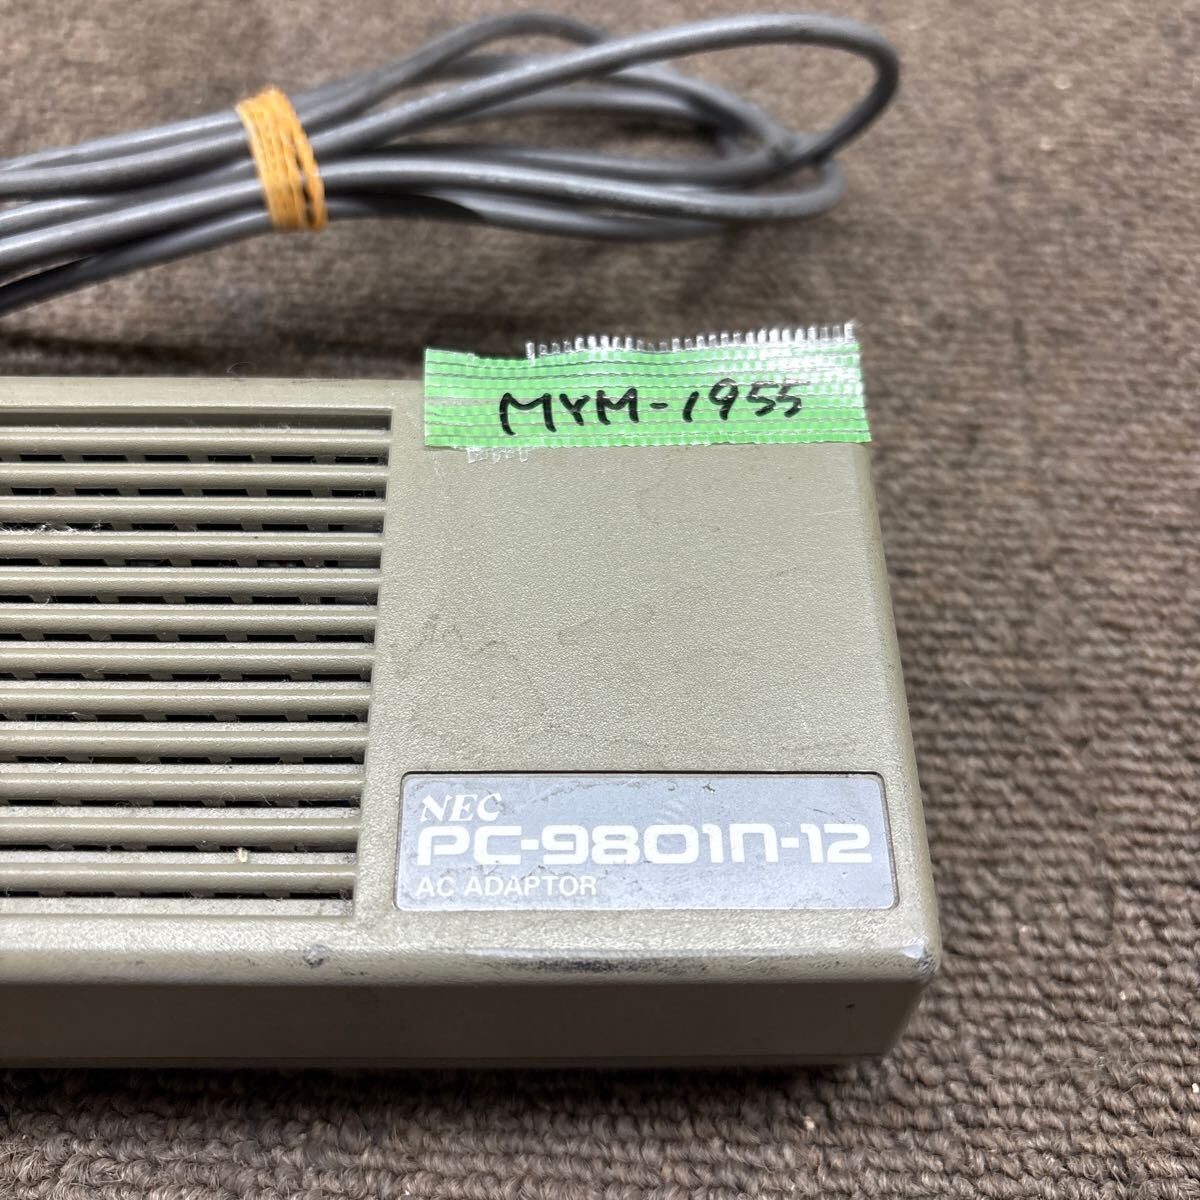 MYM-1955
NEC
PC-9801n-12
AC ADAPTOR